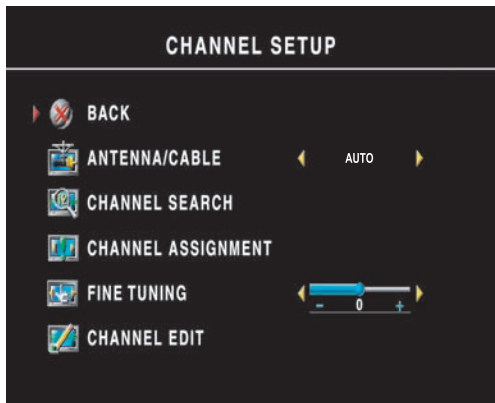 CHANNEL SETUP
BACK
ANTENNA/CABLE AUTO
CHANNEL SEARCH
CHANNEL ASSIGNMENT
FINE TUNING
- 0 +
CHANNEL EDIT